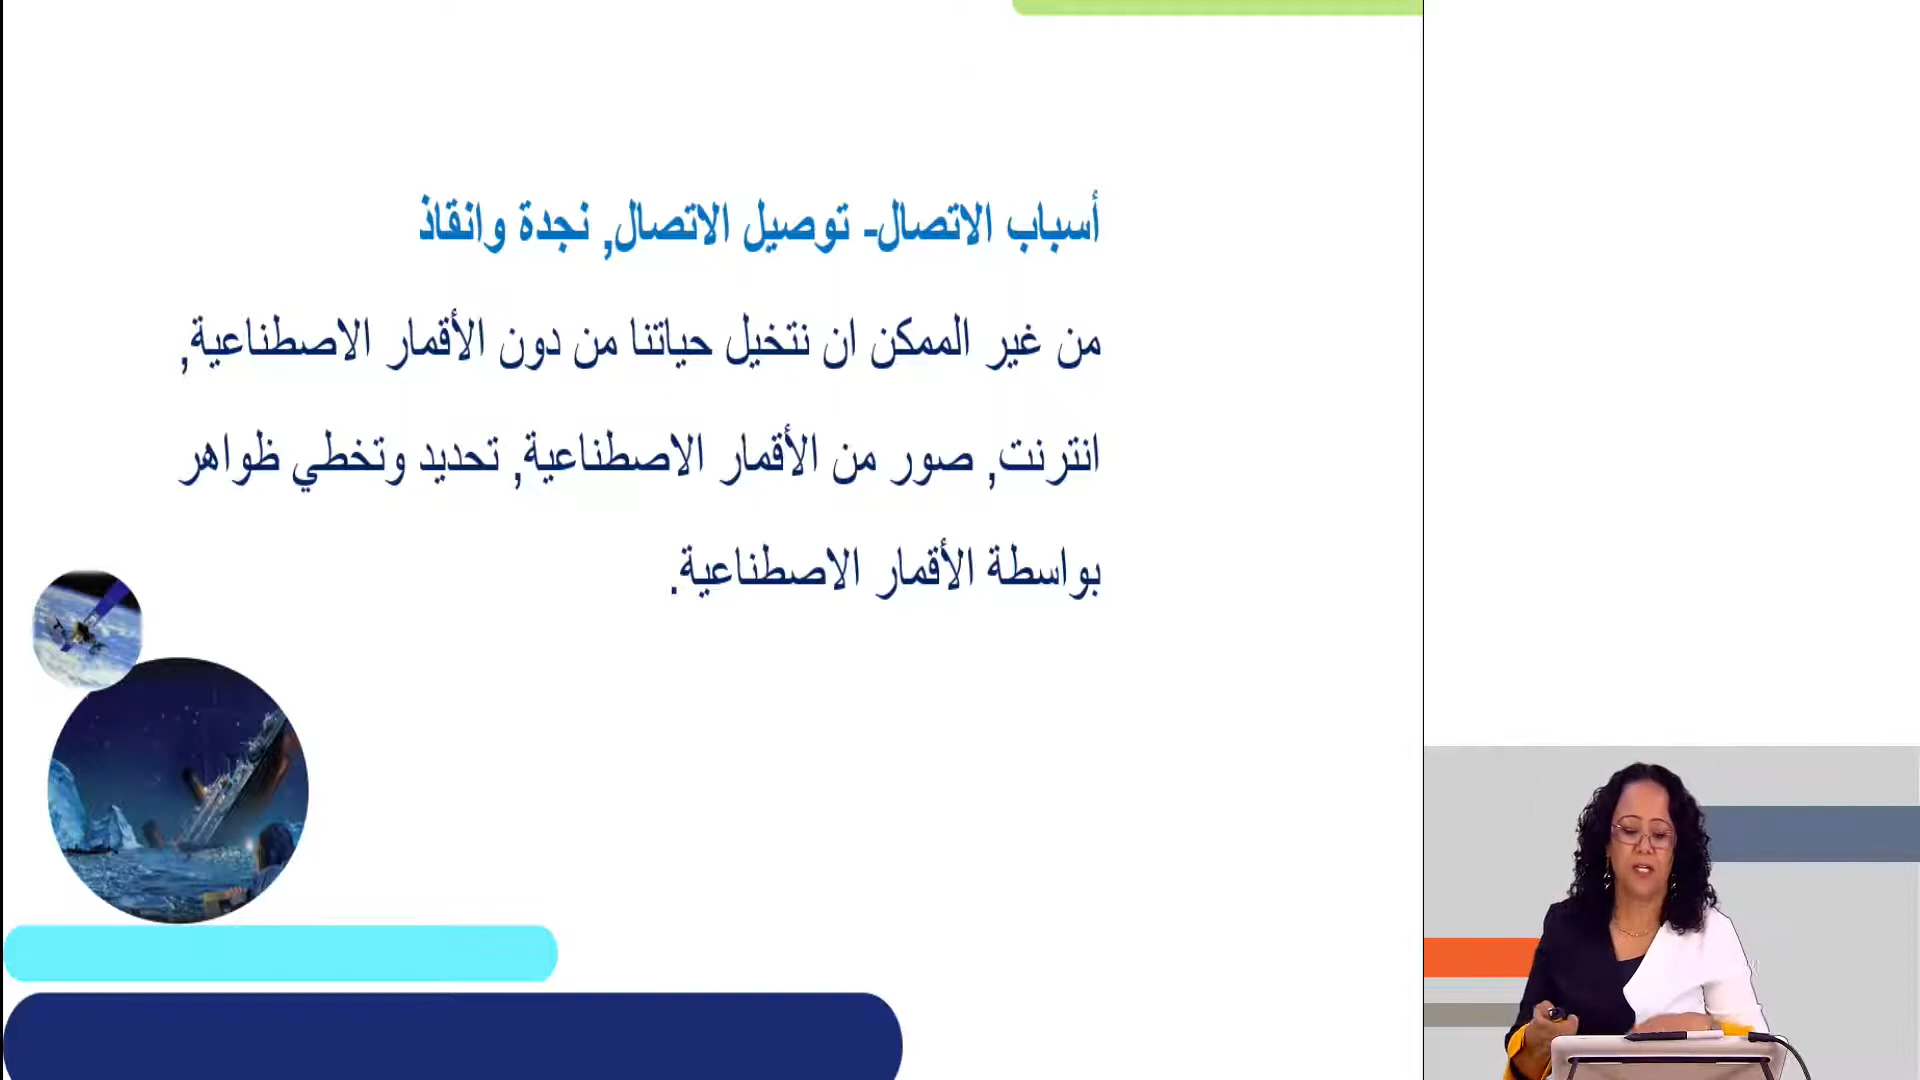 أسباب الاتصال- توصيل الاتصال, نجدة وانقاذ
من غير الممكن ان نتخيل حياتنا من دون الأقمار الاصطناعية,
انترنت, صور من الأقمار الاصطناعية, تحديد وتخطي ظواهر
بواسطة الأقمار الاصطناعية.